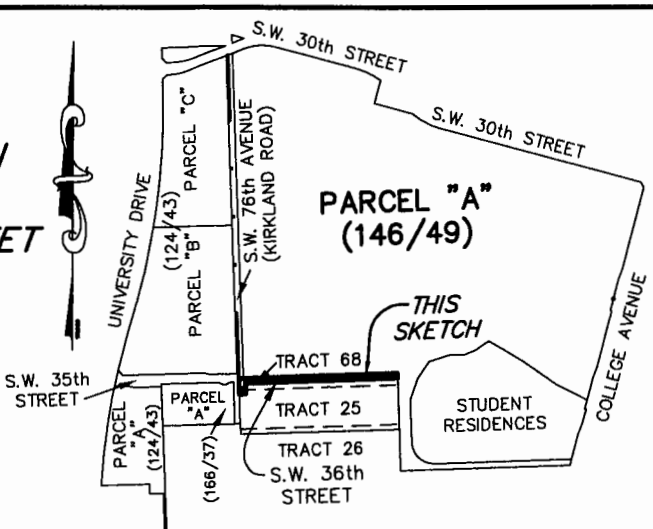 S.W. 30th STREET
S.W. 30th STREET
PARCEL "C"
(124/43)
PARCEL "B"
UNIVERSITY DRIVE
S.W. 76th AVENUE
(KIRKLAND ROAD)
PARCEL "A"
(146/49)
ET
THIS
SKETCH
COLLEGE AVENUE
TRACT 68
S.W. 35th
STREET
PARCEL
"A"
TRACT 25
STUDENT
RESIDENCES
PARCEL
"A"
(124/43)
(166/37)
TRACT 26
S.W. 36th
STREET